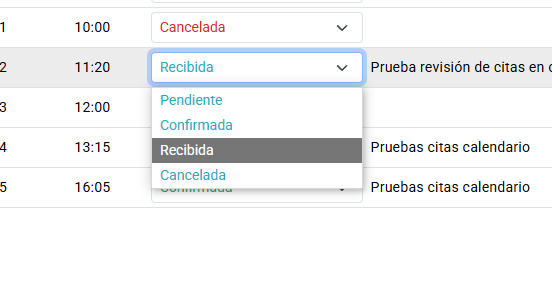 1 10:00 Cancelada
2 11:20 Recibida Prueba revisión de citas en
3 12:00
Pendiente
Confirmada
Recibida
4 13:15 Pruebas citas calendario
Cancelada
5 16:05 Confirmada Pruebas citas calendario